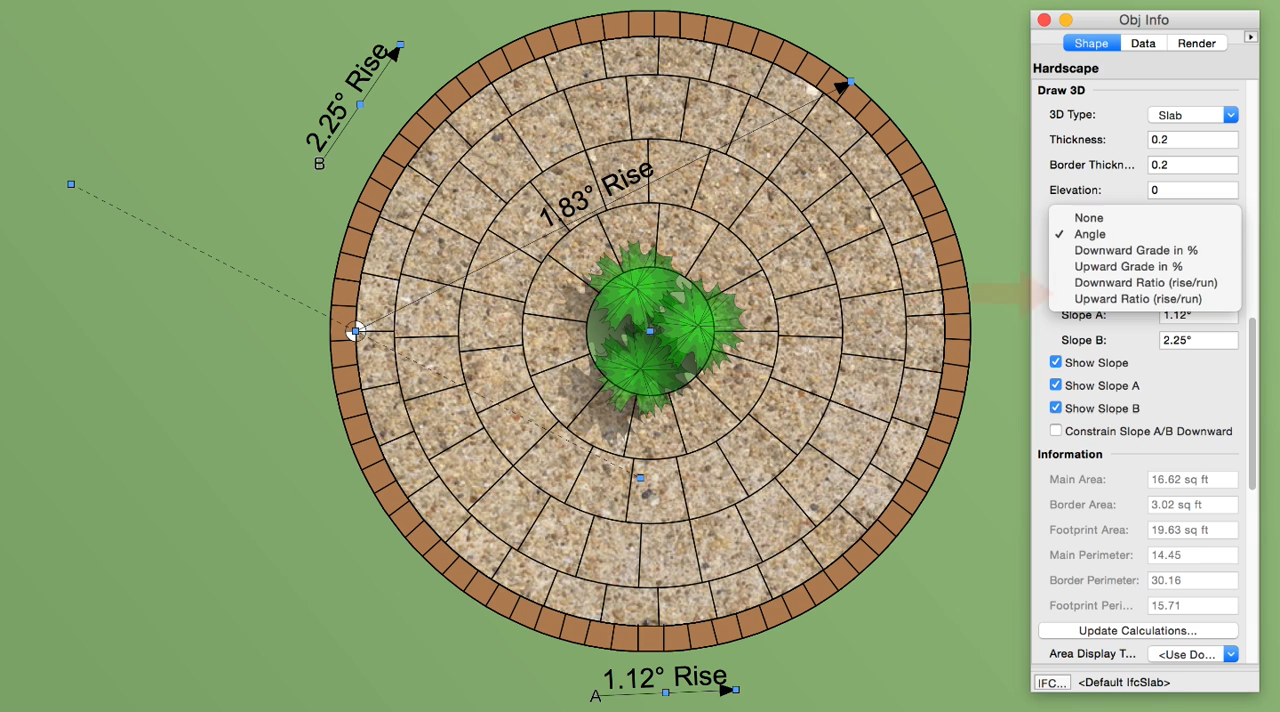 2.25° Rise
B
1.83° Rise
1.12° Rise
A
Obj Info
Shape Data Render
Hardscape
Draw 3D
3D Type: Slab
Thickness: 0.2
Border Thickn... 0.2
Elevation: 0
None
✓ Angle
Downward Grade in %
Upward Grade in %
Downward Ratio (rise/run)
Upward Ratio (rise/run)
Slope A: 1.12°
Slope B: 2.25°
Show Slope
Show Slope A
Show Slope B
Constrain Slope A/B Downward
Information
Main Area: 16.62 sq ft
Border Area: 3.02 sq ft
Footprint Area: 19.63 sq ft
Main Perimeter: 14.45
Border Perimeter: 30.16
Footprint Peri... 15.71
Update Calculations...
Area Display T... <Use Do...
IFC... <Default IfcSlab>